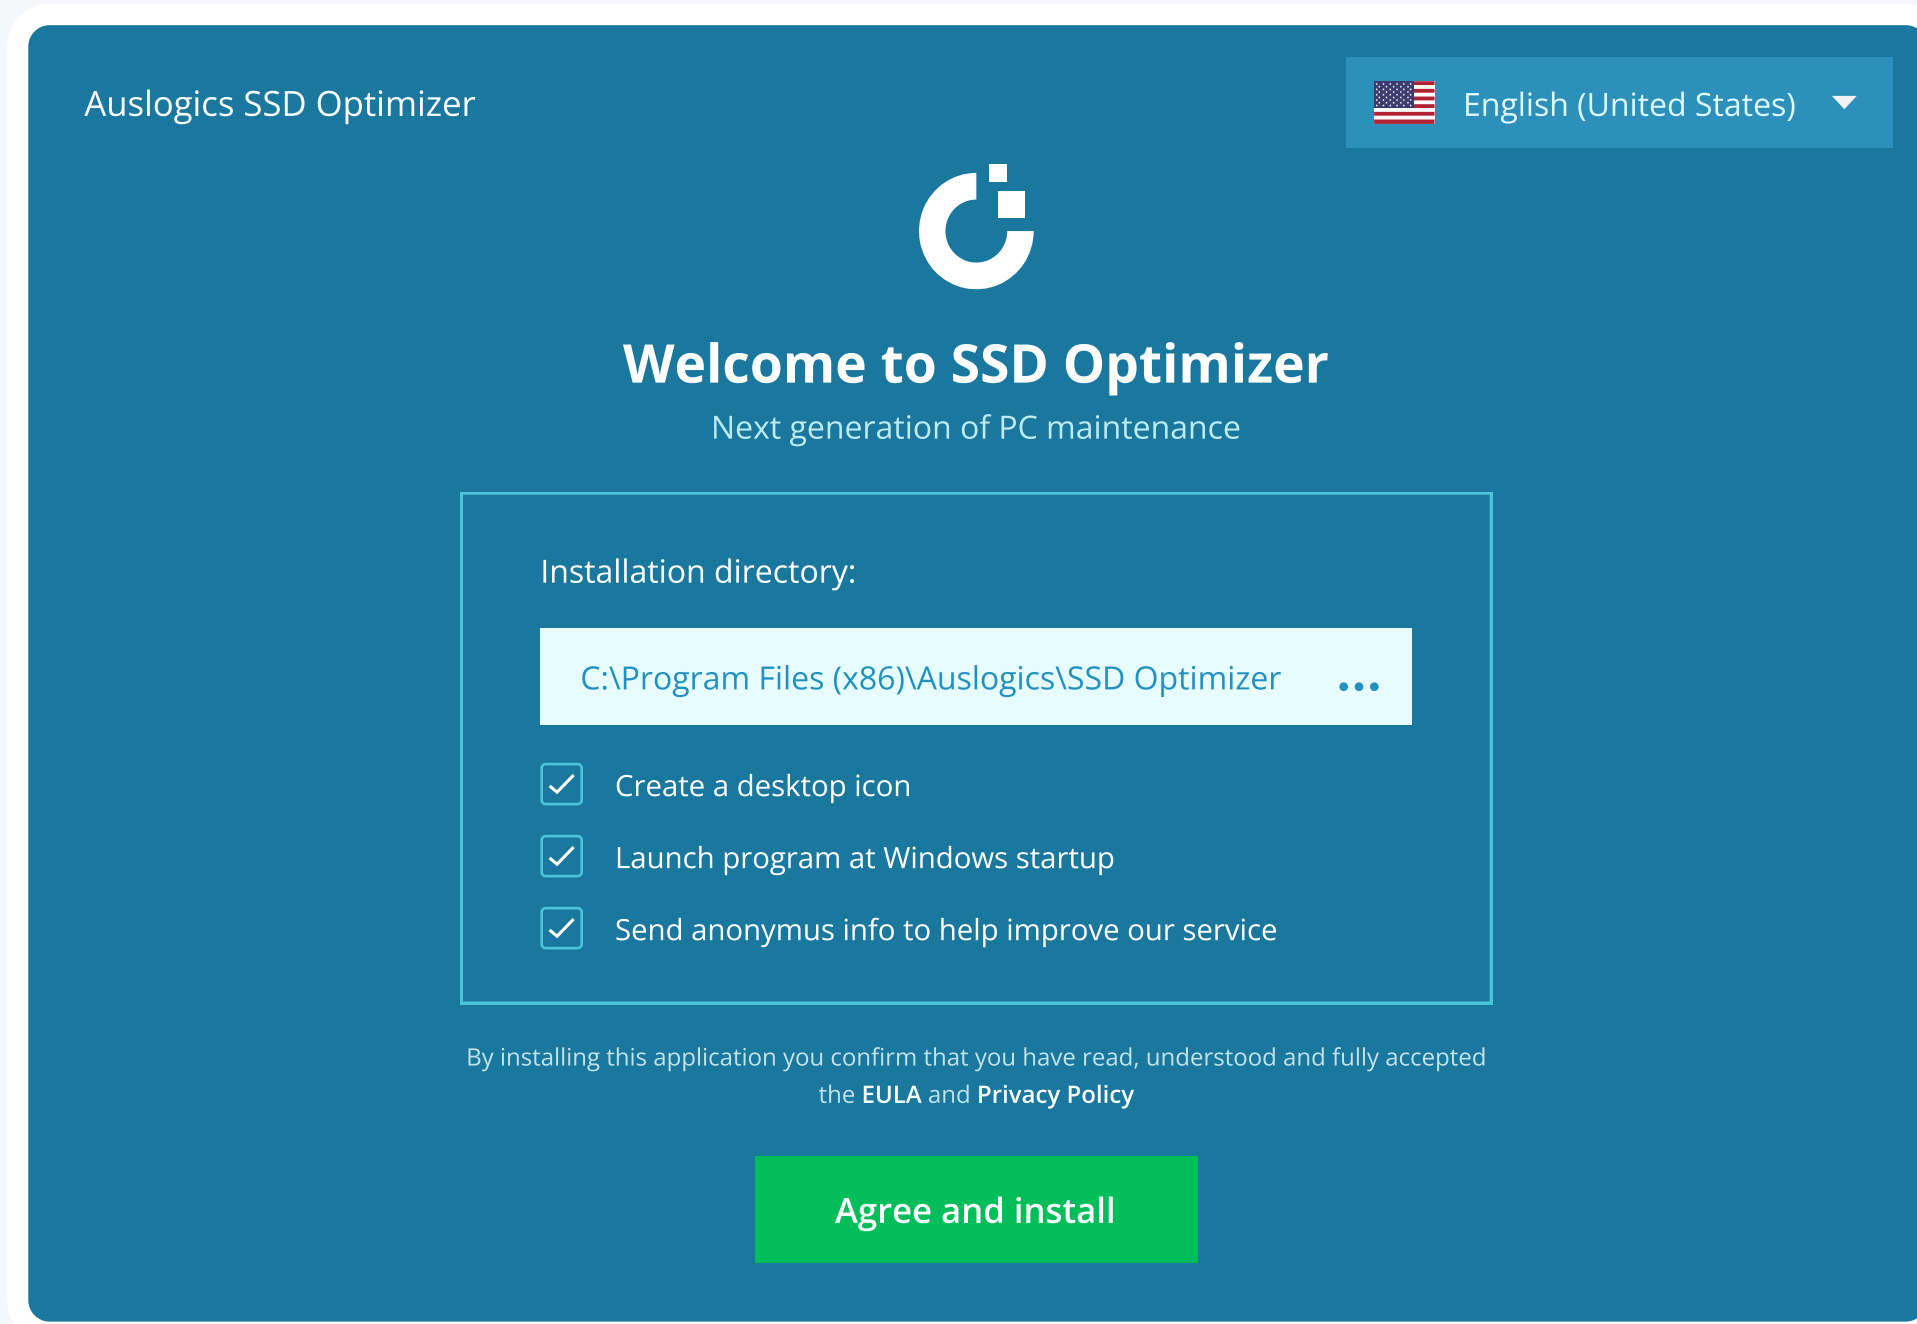 Auslogics SSD Optimizer
English (United States)
Welcome to SSD Optimizer
Next generation of PC maintenance
Installation directory:
C:\Program Files (x86)\Auslogics\SSD Optimizer ...
Create a desktop icon
Launch program at Windows startup
Send anonymus info to help improve our service
By installing this application you confirm that you have read, understood and fully accepted
the EULA and Privacy Policy
Agree and install